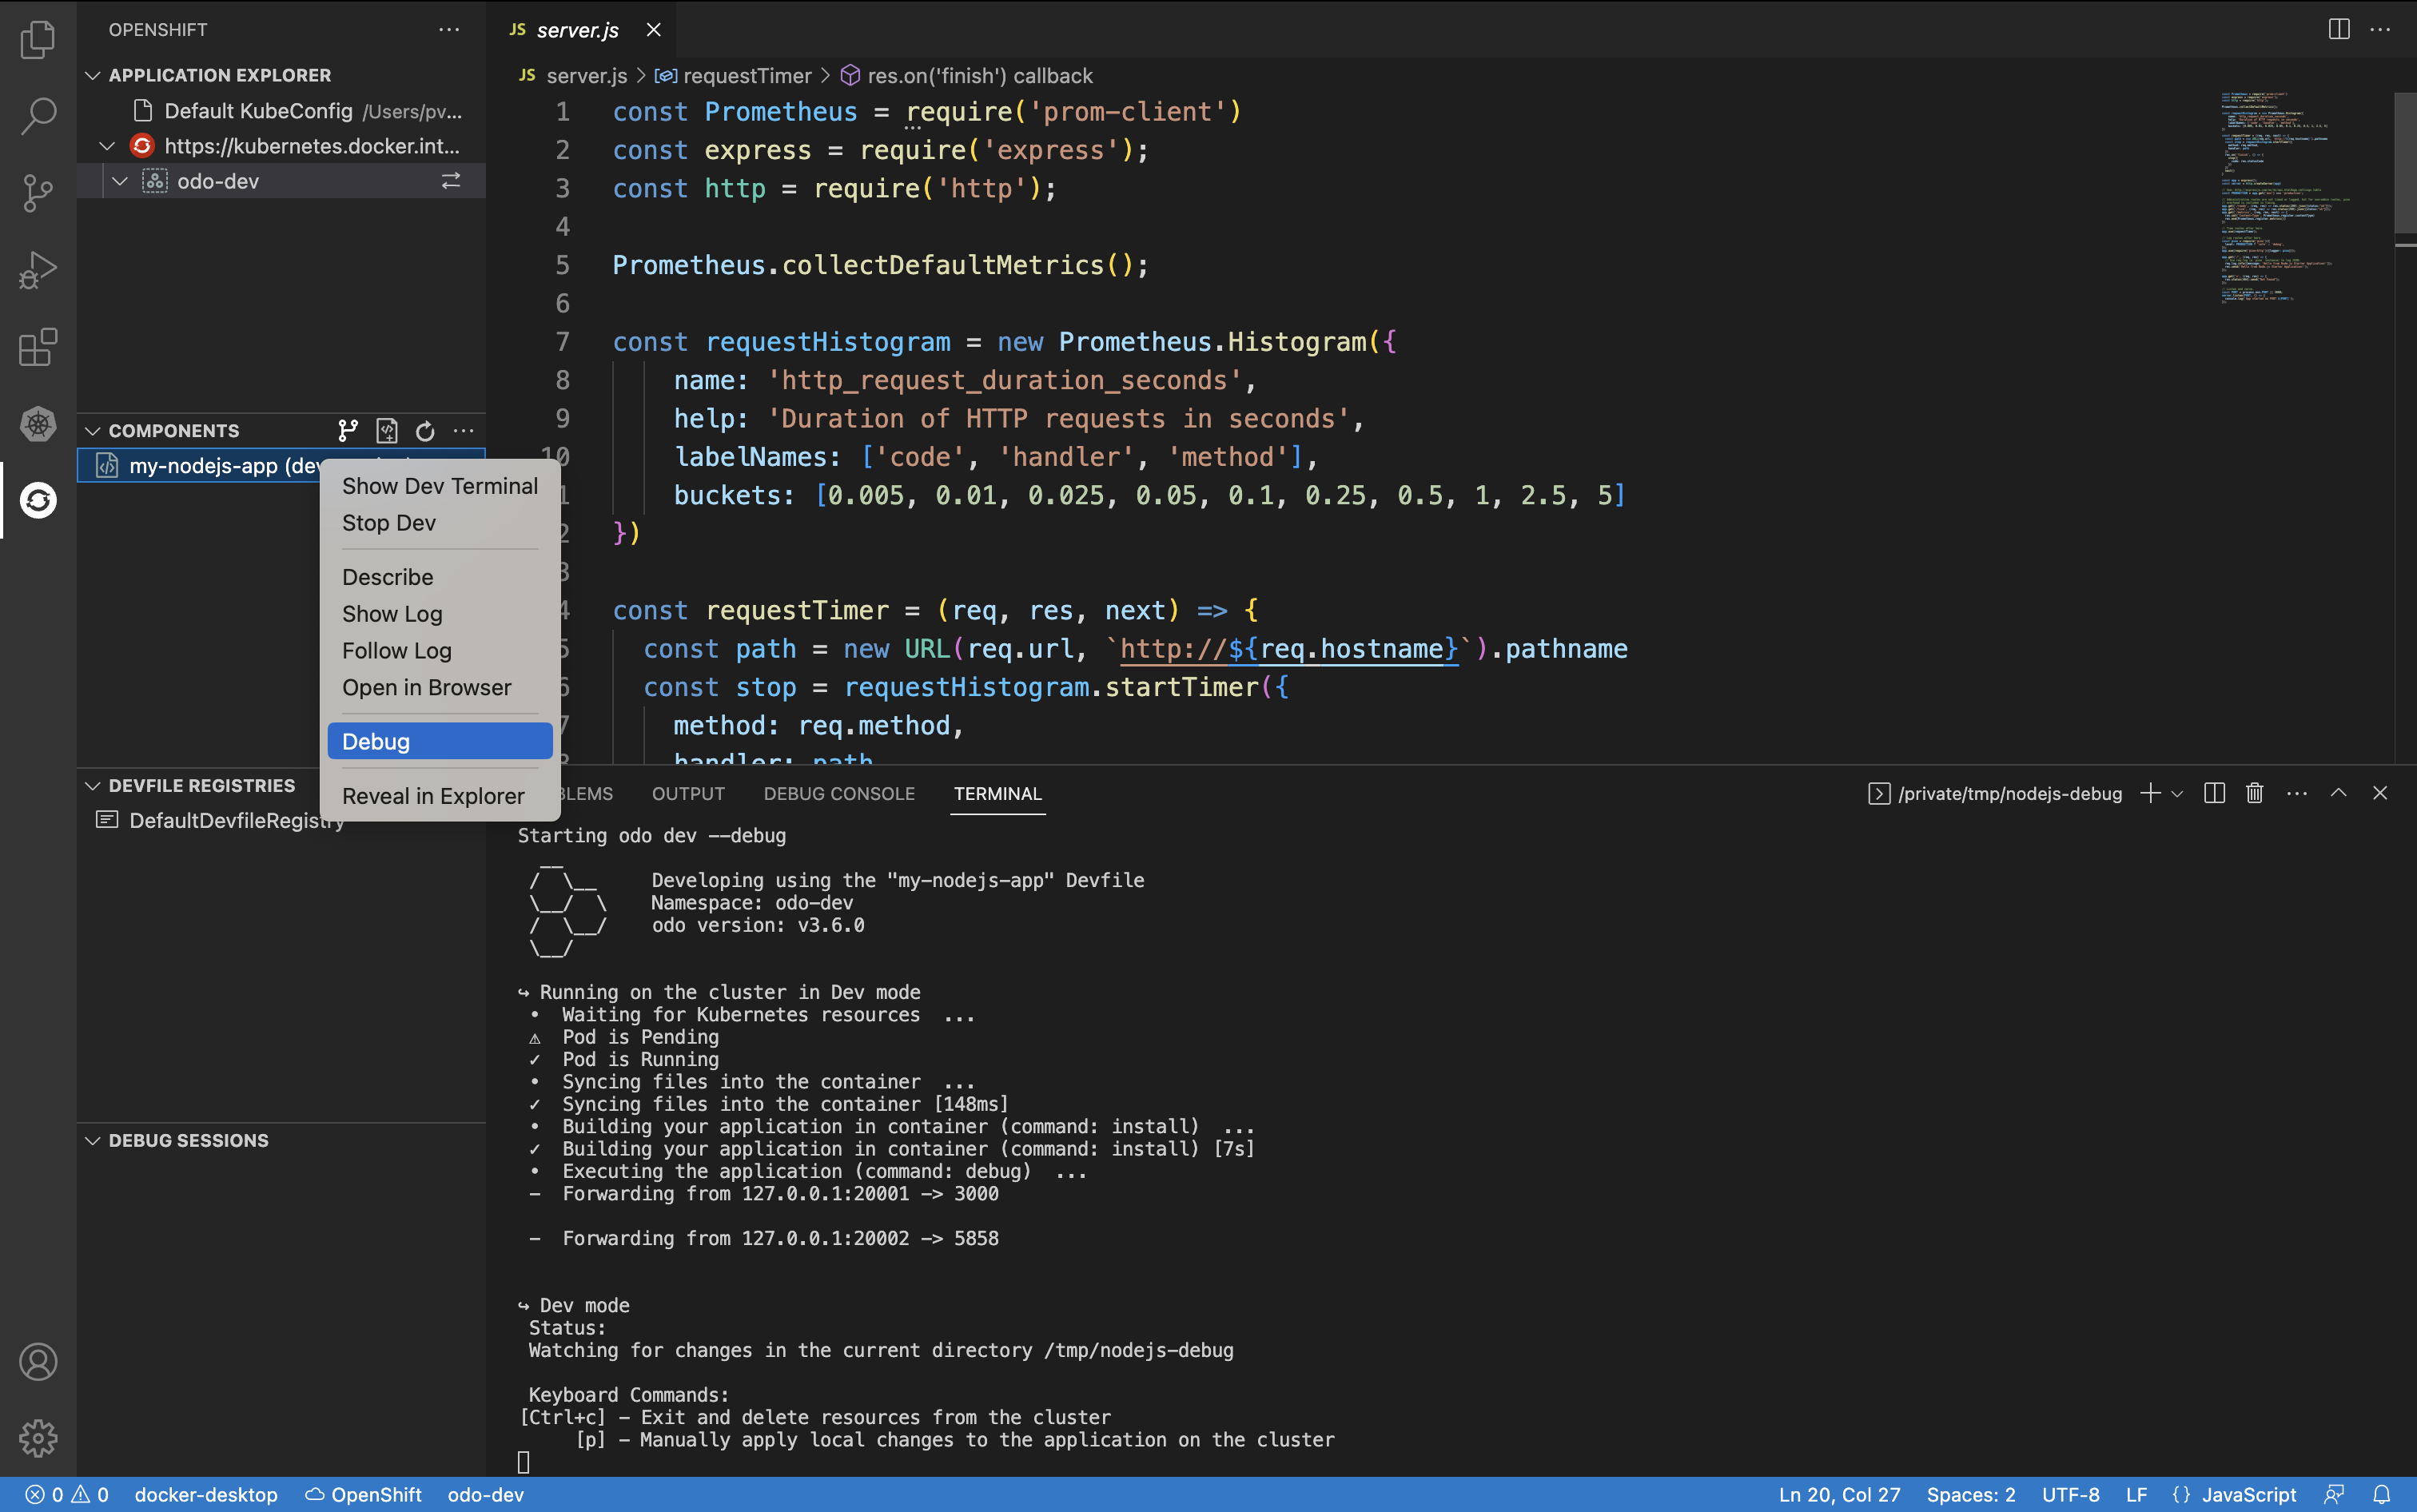 OPENSHIFT
APPLICATION EXPLORER
Default KubeConfig /Users/pv...
https://kubernetes.docker.int...
odo-dev
COMPONENTS
my-nodejs-app (dev
Show Dev Terminal
Stop Dev
Describe
Show Log
Follow Log
Open in Browser
Debug
Reveal in Explorer
DEVFILE REGISTRIES
DefaultDevfileRegistry
DEBUG SESSIONS
JS server.js
JS server.js > requestTimer > res.on('finish') callback
1 const Prometheus = require('prom-client')
2 const express = require('express');
3 const http = require('http');
4
5 Prometheus.collectDefaultMetrics();
6
7 const requestHistogram = new Prometheus.Histogram({
8 name: 'http_request_duration_seconds',
9 help: 'Duration of HTTP requests in seconds',
10 labelNames: ['code', 'handler', 'method'],
1 buckets: [0.005, 0.01, 0.025, 0.05, 0.1, 0.25, 0.5, 1, 2.5, 5]
2 })
3
4 const requestTimer = (req, res, next) => {
5 const path = new URL(req.url, `http://${req.hostname}`).pathname
6 const stop = requestHistogram.startTimer({
7 method: req.method,
8 handler: path
BLEMS OUTPUT DEBUG CONSOLE TERMINAL
/private/tmp/nodejs-debug
Starting odo dev --debug
  __
 /  \__     Developing using the "my-nodejs-app" Devfile
 \__/  \    Namespace: odo-dev
 /  \__/    odo version: v3.6.0
 \__/
↪ Running on the cluster in Dev mode
•  Waiting for Kubernetes resources  ...
⚠  Pod is Pending
✓  Pod is Running
•  Syncing files into the container  ...
✓  Syncing files into the container [148ms]
•  Building your application in container (command: install)  ...
✓  Building your application in container (command: install) [7s]
•  Executing the application (command: debug)  ...
–  Forwarding from 127.0.0.1:20001 -> 3000
–  Forwarding from 127.0.0.1:20002 -> 5858
↪ Dev mode
Status:
Watching for changes in the current directory /tmp/nodejs-debug
Keyboard Commands:
[Ctrl+c] - Exit and delete resources from the cluster
[p] - Manually apply local changes to the application on the cluster
0 0 docker-desktop OpenShift odo-dev
Ln 20, Col 27 Spaces: 2 UTF-8 LF {} JavaScript